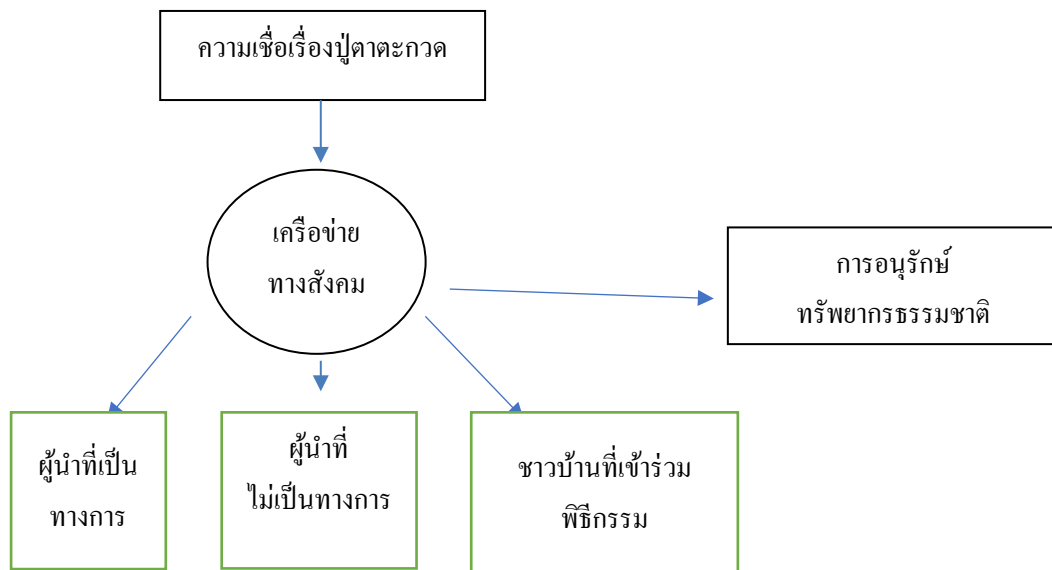 ความเชื่อเรื่องปู่ตาตะกวด
เครือข่าย
ทางสังคม
การอนุรักษ์
ทรัพยากรธรรมชาติ
ผู้นำที่เป็น
ทางการ
ผู้นำที่
ไม่เป็นทางการ
ชาวบ้านที่เข้าร่วม
พิธีกรรม